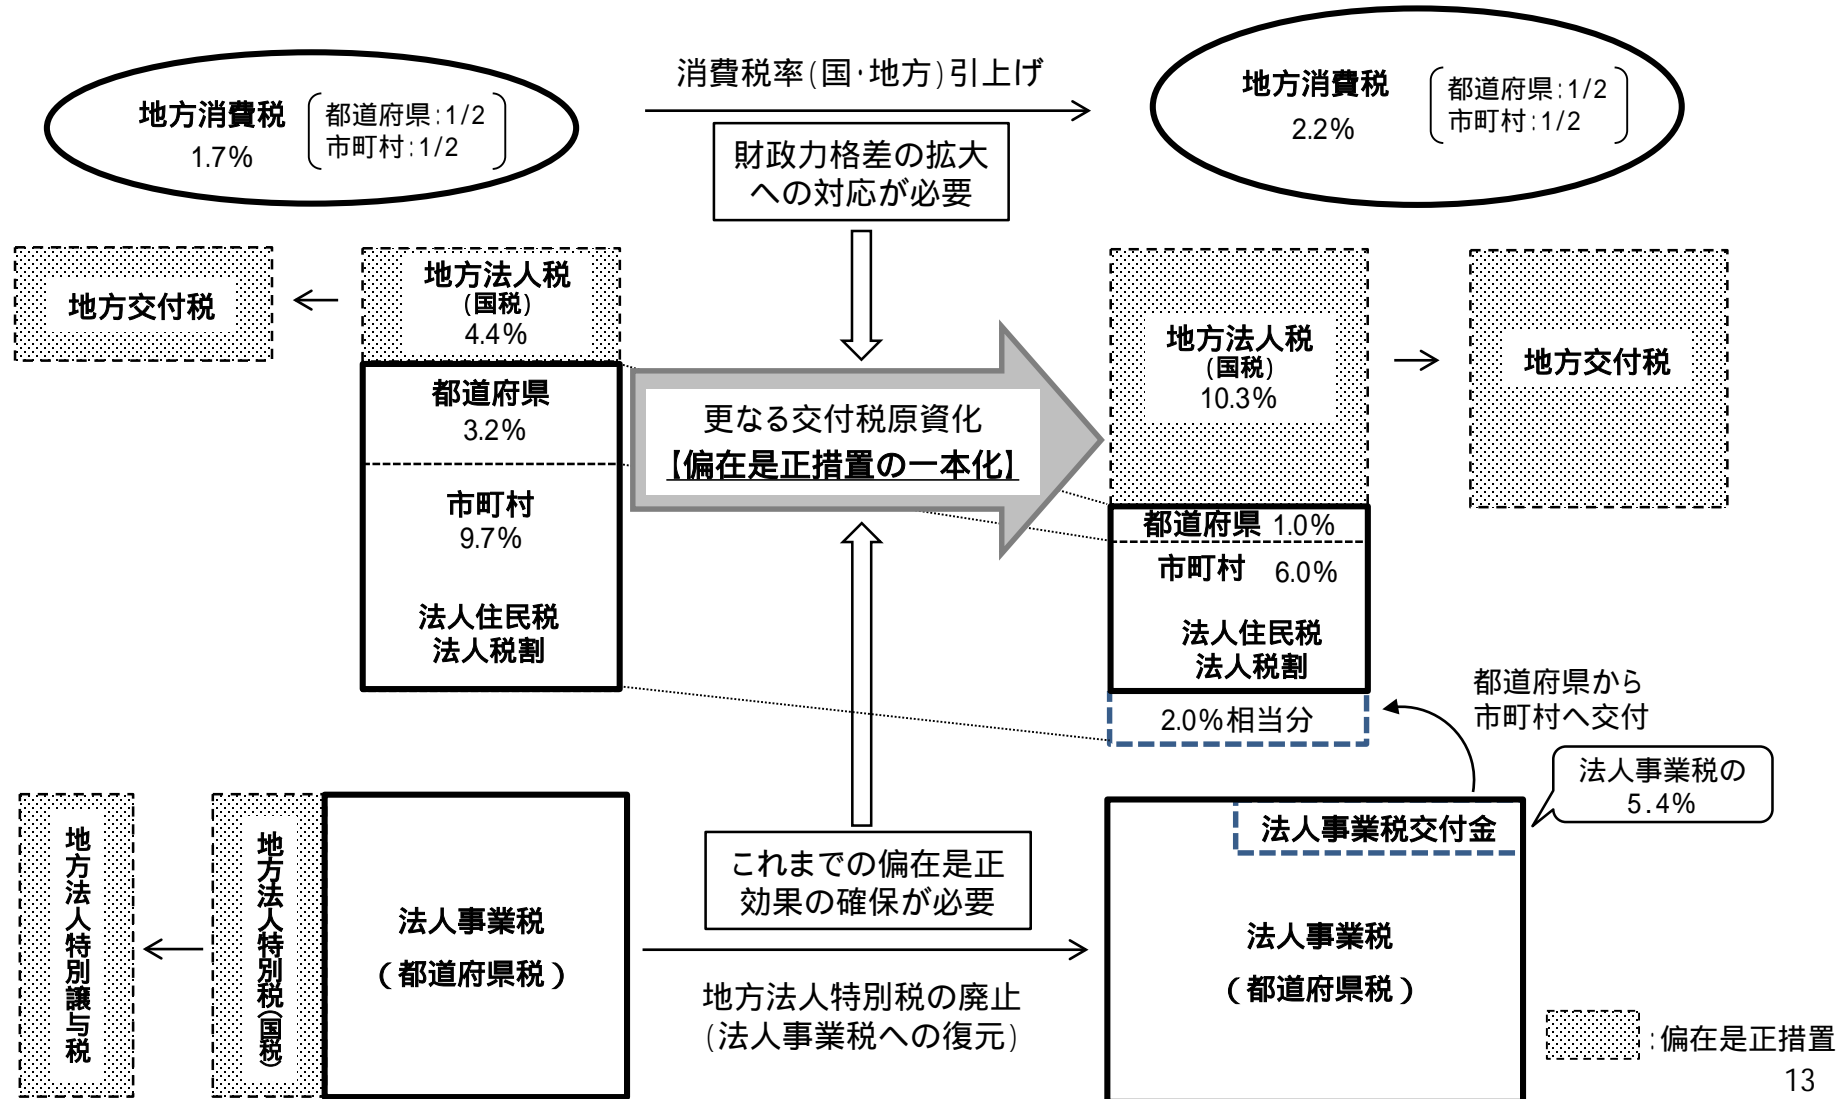 地方消費税
1.7%
都道府県:1/2
市町村:1/2
消費税率(国・地方)引上げ
地方消費税
2.2%
都道府県:1/2
市町村:1/2
財政力格差の拡大
への対応が必要
地方交付税
地方法人税
(国税)
4.4%
都道府県
3.2%
市町村
9.7%
法人住民税
法人税割
更なる交付税原資化
【偏在是正措置の一本化】
地方法人税
(国税)
10.3%
地方交付税
都道府県 1.0%
市町村 6.0%
法人住民税
法人税割
2.0%相当分
都道府県から
市町村へ交付
法人事業税の
5.4%
地方法人特別譲与税
地方法人特別税(国税)
法人事業税
(都道府県税)
これまでの偏在是正
効果の確保が必要
地方法人特別税の廃止
(法人事業税への復元)
法人事業税交付金
法人事業税
(都道府県税)
:偏在是正措置
13